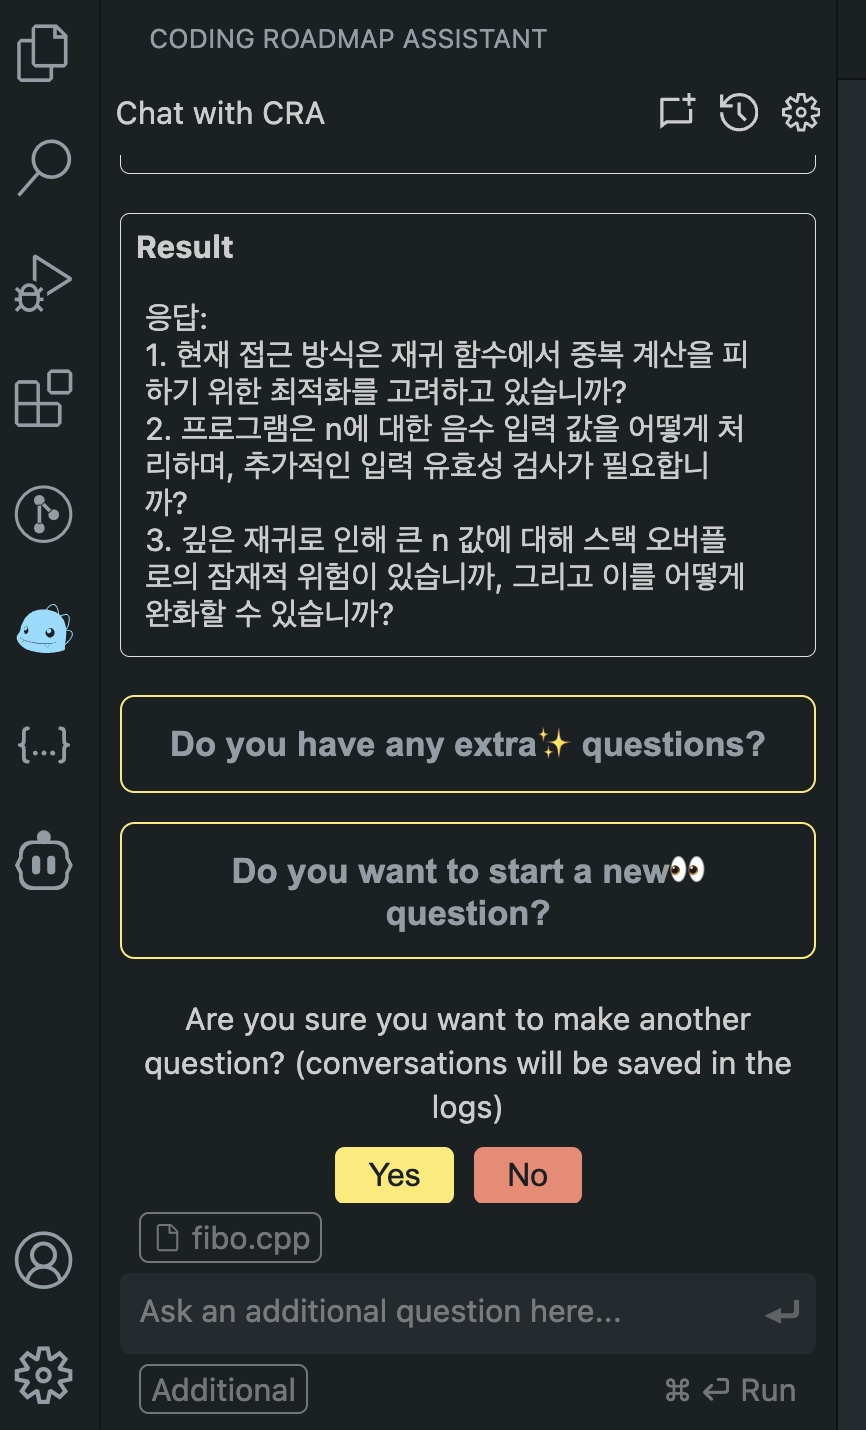 CODING ROADMAP ASSISTANT
Chat with CRA
Result
응답:
1. 현재 접근 방식은 재귀 함수에서 중복 계산을 피
하기 위한 최적화를 고려하고 있습니까?
2. 프로그램은 n에 대한 음수 입력 값을 어떻게 처
리하며, 추가적인 입력 유효성 검사가 필요합니
까?
3. 깊은 재귀로 인해 큰 n 값에 대해 스택 오버플
로의 잠재적 위험이 있습니까, 그리고 이를 어떻게
완화할 수 있습니까?
Do you have any extra✨ questions?
Do you want to start a new👀
question?
Are you sure you want to make another
question? (conversations will be saved in the
logs)
Yes No
fibo.cpp
Ask an additional question here...
Additional ⌘ ⏎ Run